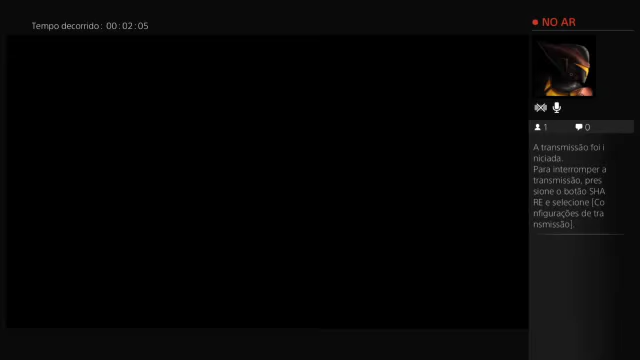 Tempo decorrido: 00:02:05
NO AR
1 0
A transmissão foi i
niciada.
Para interromper a
transmissão, pres
sione o botão SHA
RE e selecione [Co
nfigurações de tra
nsmissão].